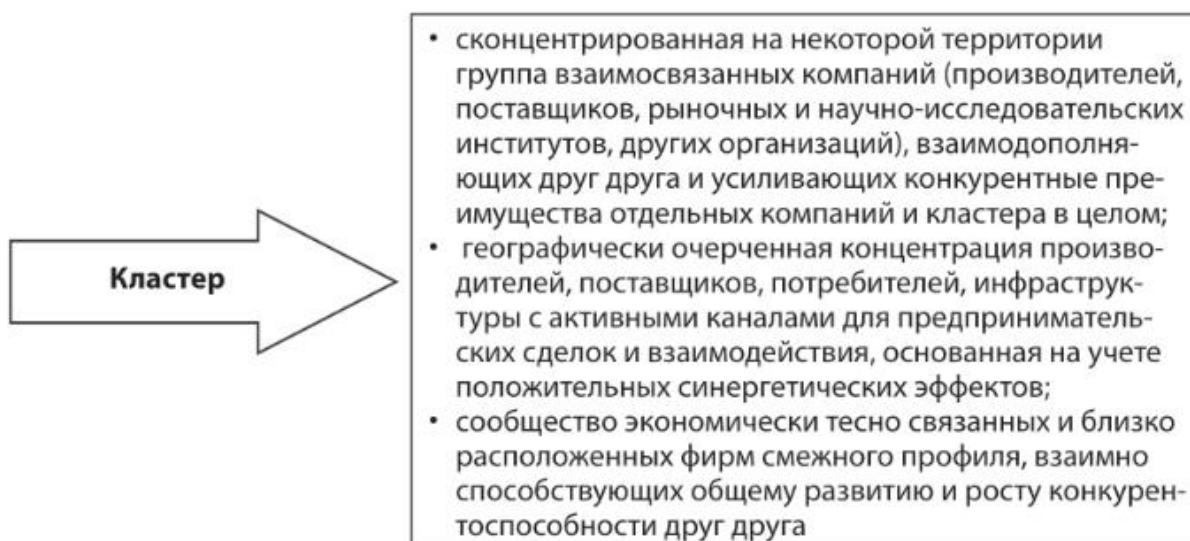 Кластер
• сконцентрированная на некоторой территории
группа взаимосвязанных компаний (производителей,
поставщиков, рыночных и научно-исследовательских
институтов, других организаций), взаимодополня-
ющих друг друга и усиливающих конкурентные пре-
имущества отдельных компаний и кластера в целом;
• географически очерченная концентрация произво-
дителей, поставщиков, потребителей, инфраструк-
туры с активными каналами для предприниматель-
ских сделок и взаимодействия, основанная на учете
положительных синергетических эффектов;
• сообщество экономически тесно связанных и близко
расположенных фирм смежного профиля, взаимно
способствующих общему развитию и росту конкурен-
тоспособности друг друга